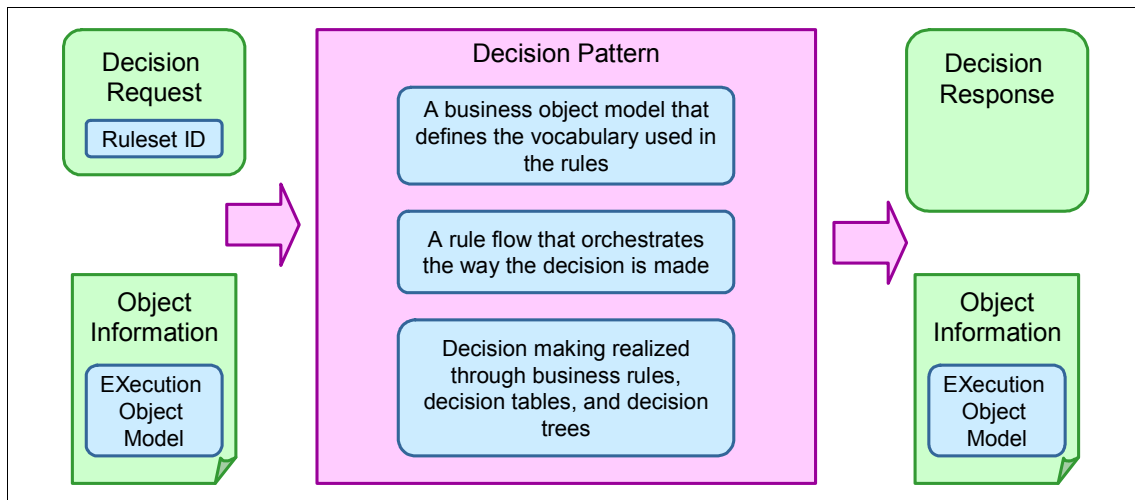 Decision
Request
Ruleset ID
Object
Information
EXecution
Object
Model
Decision Pattern
A business object model that
defines the vocabulary used in
the rules
A rule flow that orchestrates
the way the decision is made
Decision making realized
through business rules,
decision tables, and decision
trees
Decision
Response
Object
Information
EXecution
Object
Model